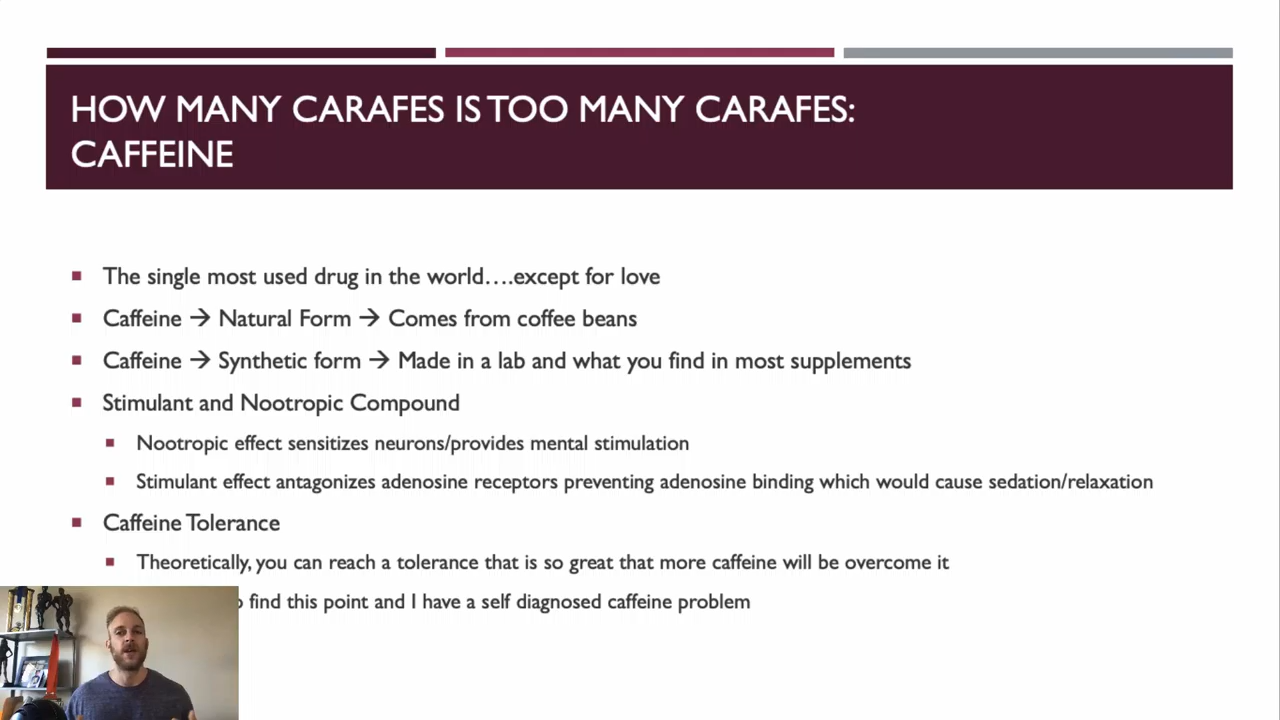 HOW MANY CARAFES IS TOO MANY CARAFES:
CAFFEINE
The single most used drug in the world....except for love
Caffeine → Natural Form → Comes from coffee beans
Caffeine → Synthetic form → Made in a lab and what you find in most supplements
Stimulant and Nootropic Compound
Nootropic effect sensitizes neurons/provides mental stimulation
Stimulant effect antagonizes adenosine receptors preventing adenosine binding which would cause sedation/relaxation
Caffeine Tolerance
Theoretically, you can reach a tolerance that is so great that more caffeine will be overcome it
find this point and I have a self diagnosed caffeine problem